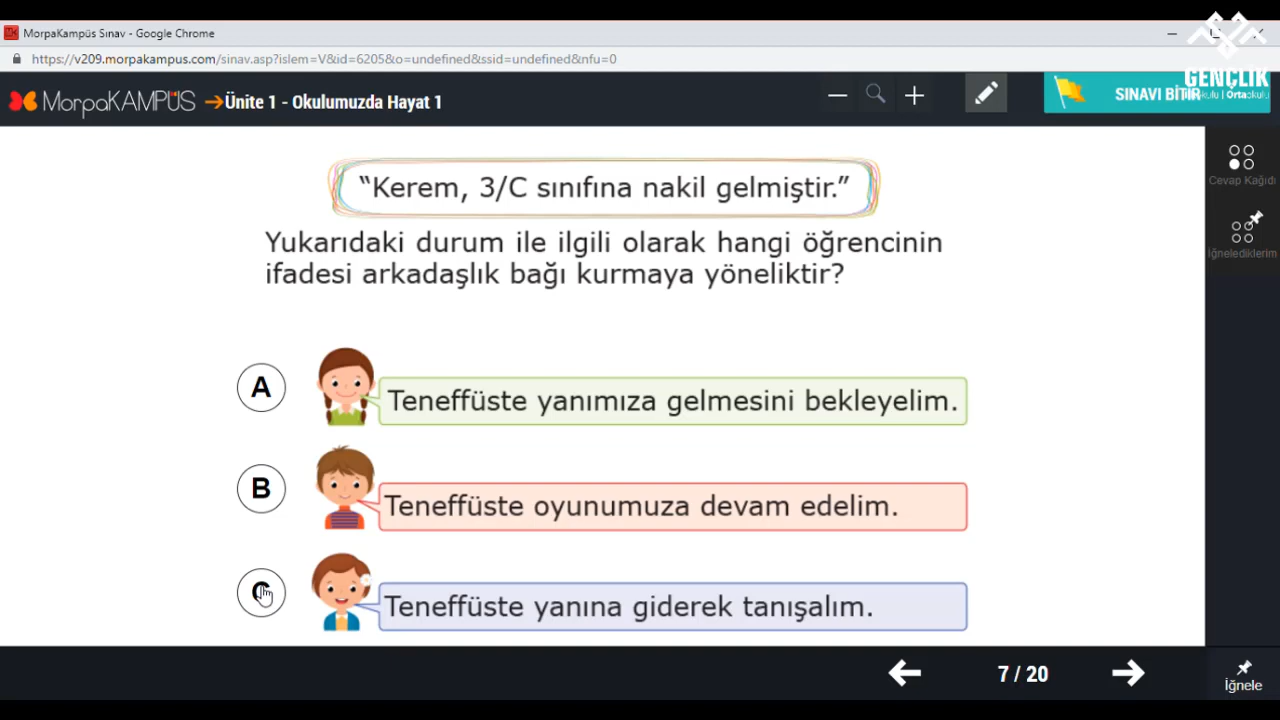 MorpaKampüs Sınav - Google Chrome
https://v209.morpakampus.com/sinav.asp?islem=V&id=6205&o=undefined&ssid=undefined&nfu=0
MorpaKAMPÜS Ünite 1 - Okulumuzda Hayat 1
SINAVI BİTİR
GENÇLİK
Ortaokulu
"Kerem, 3/C sınıfına nakil gelmiştir."
Yukarıdaki durum ile ilgili olarak hangi öğrencinin
ifadesi arkadaşlık bağı kurmaya yöneliktir?
A Teneffüste yanımıza gelmesini bekleyelim.
B Teneffüste oyunumuza devam edelim.
C Teneffüste yanına giderek tanışalım.
Cevap Kağıdı
İğnelediklerim
7 / 20
İğnele